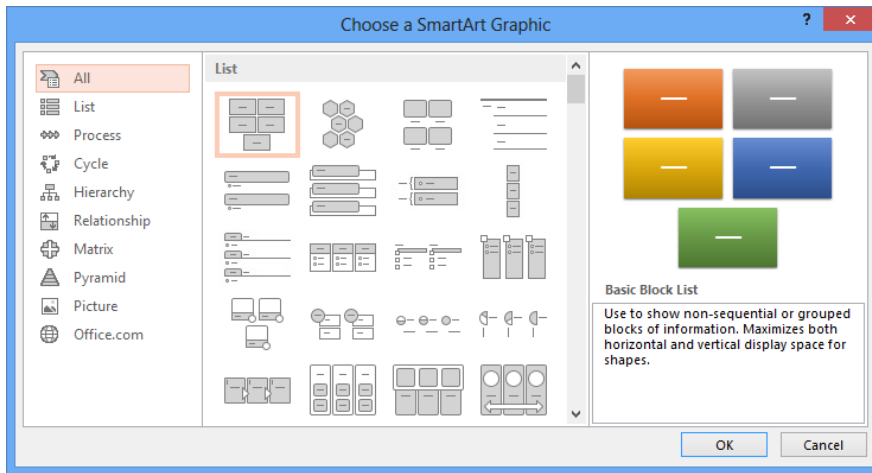 Choose a SmartArt Graphic
?
All
List
Process
Cycle
Hierarchy
Relationship
Matrix
Pyramid
Picture
Office.com
List
Basic Block List
Use to show non-sequential or grouped
blocks of information. Maximizes both
horizontal and vertical display space for
shapes.
OK
Cancel